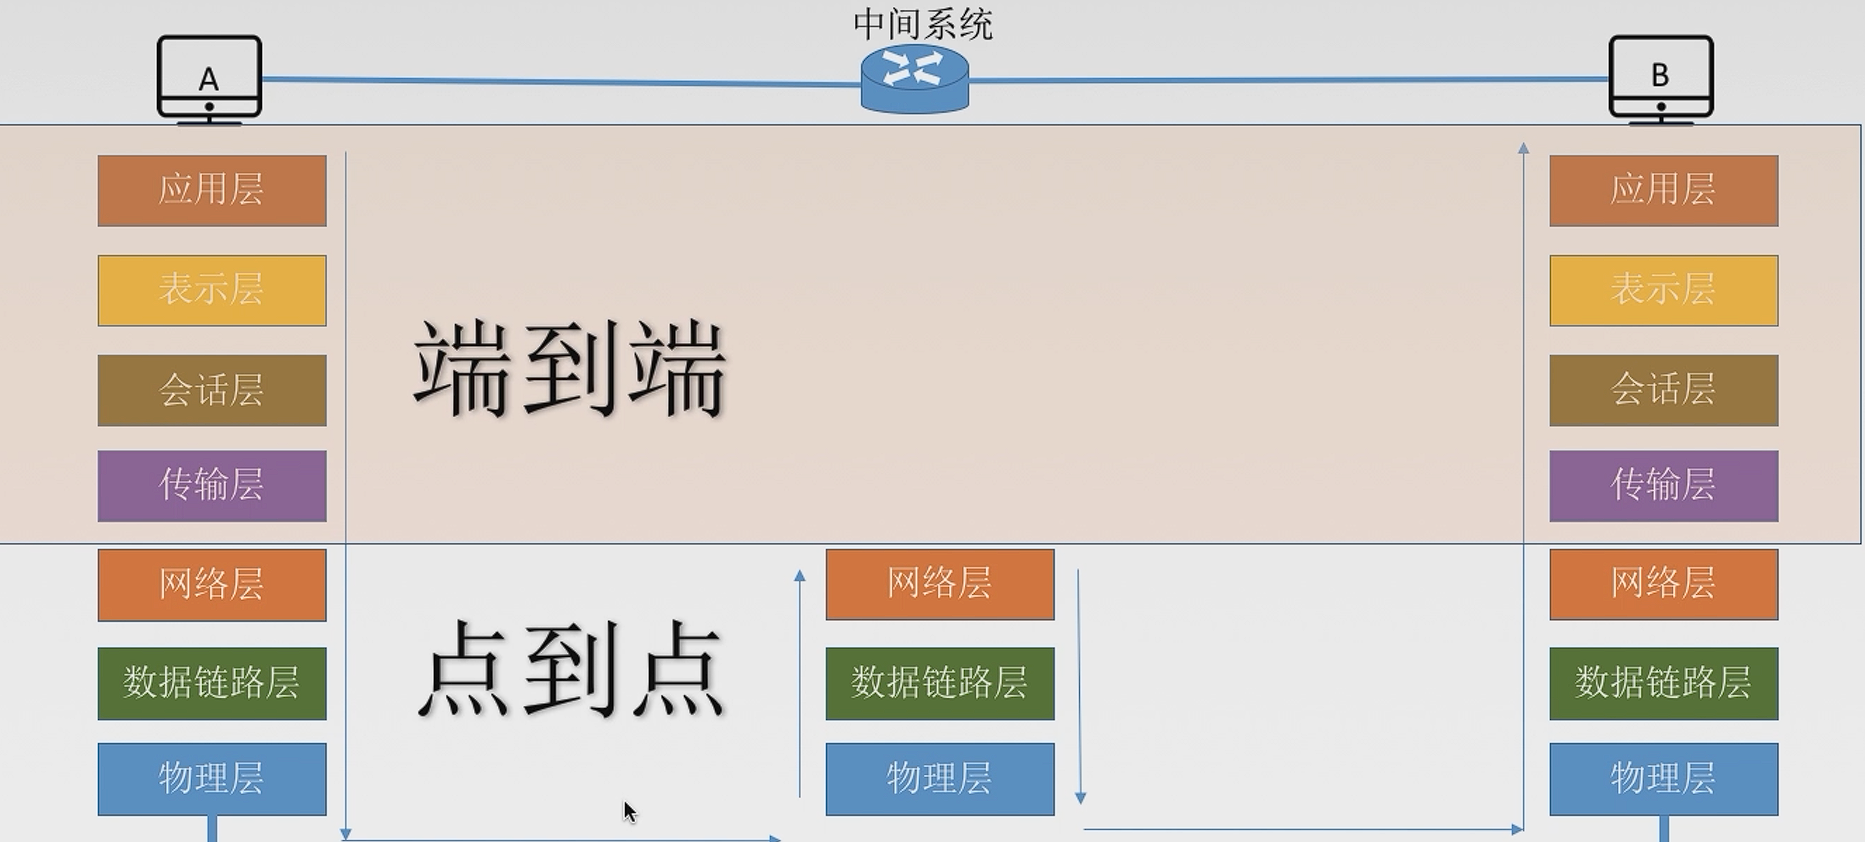 中间系统
A
B
应用层
应用层
表示层
表示层
端到端
会话层
会话层
传输层
传输层
网络层
网络层
网络层
点到点
数据链路层
数据链路层
数据链路层
物理层
物理层
物理层